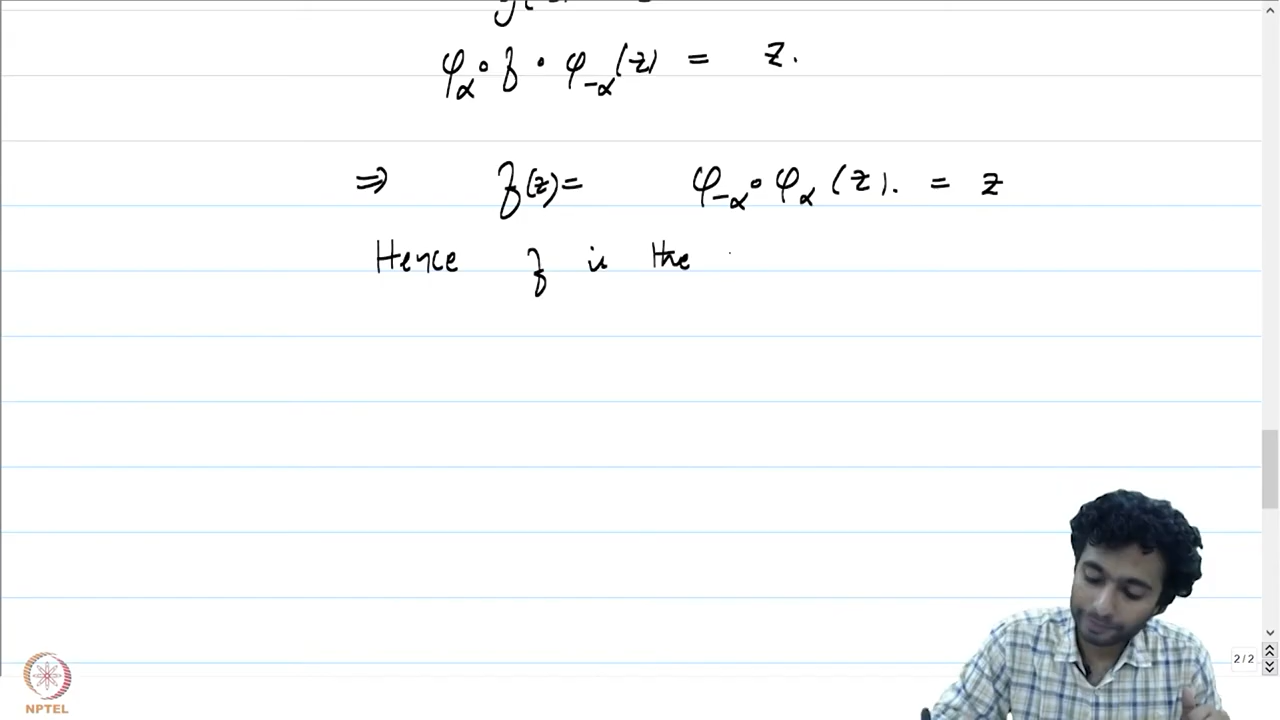 φ_α ∘ f ∘ φ_{-α}(z) = z.
⇒ f(z) = φ_{-α} ∘ φ_α (z). = z
Hence f is the
2/2
NPTEL